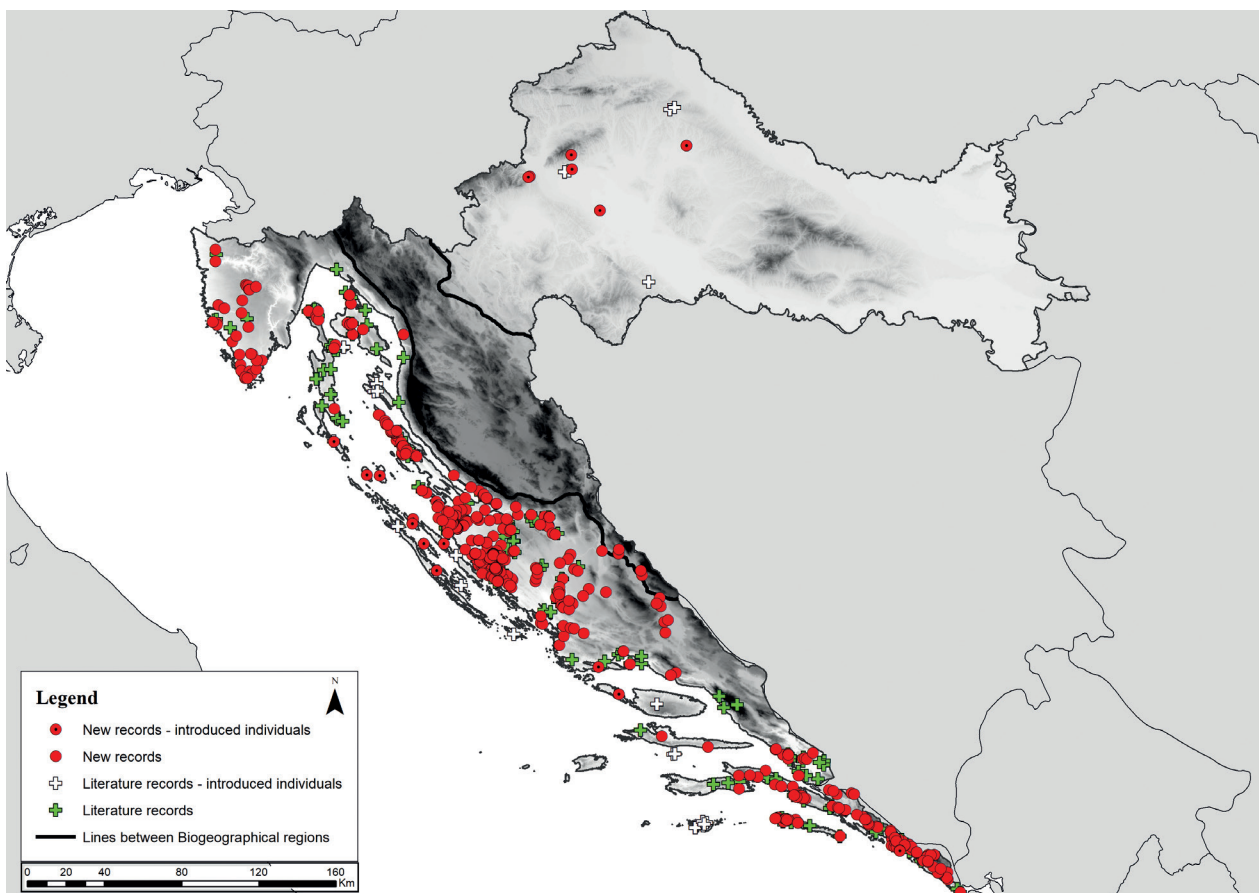 N
Legend
New records - introduced individuals
New records
Literature records - introduced individuals
Literature records
Lines between Biogeographical regions
0 20 40 80 120 160
Km